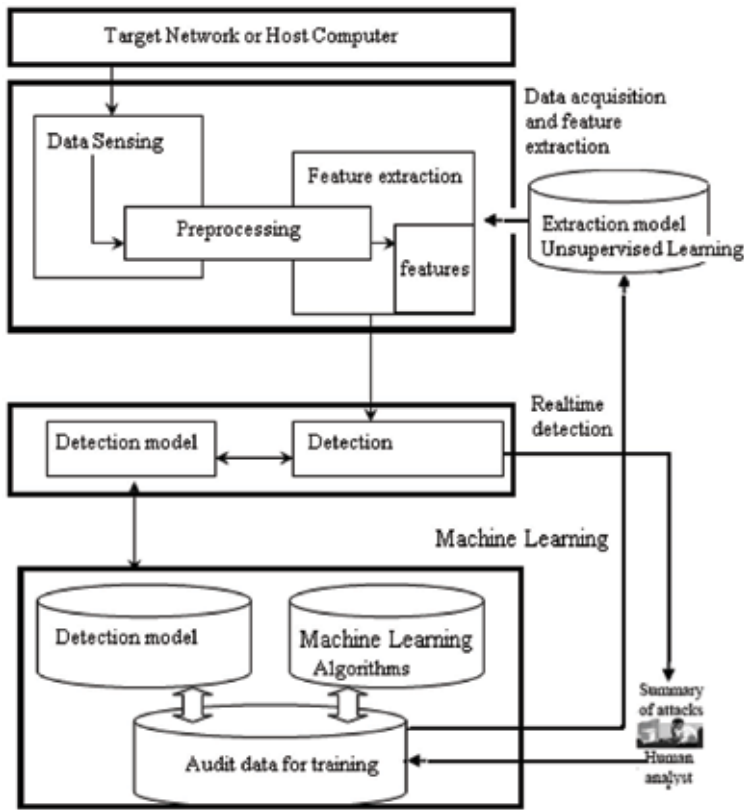 Target Network or Host Computer
Data acquisition
and feature
extraction
Data Sensing
Feature extraction
Preprocessing
features
Extraction model
Unsupervised Learning
Realtime
detection
Detection model
Detection
Machine Learning
Detection model
Machine Learning
Algorithms
Audit data for training
Summary
of attacks
Human
analyst